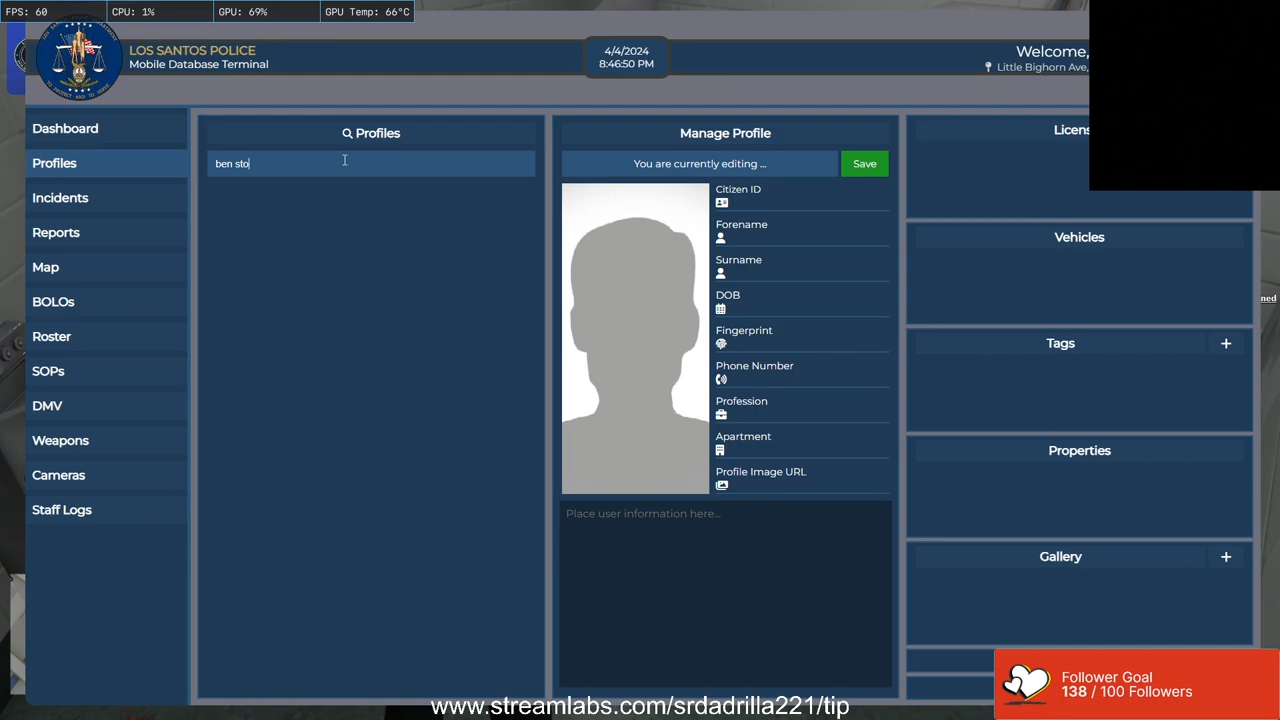 FPS: 60
CPU: 1%
GPU: 69%
GPU Temp: 66°C
LOS SANTOS POLICE
Mobile Database Terminal
4/4/2024
8:46:50 PM
Welcome,
Little Bighorn Ave,
Dashboard
Profiles
Incidents
Reports
Map
BOLOs
Roster
SOPs
DMV
Weapons
Cameras
Staff Logs
Profiles
ben sto
Manage Profile
You are currently editing ...
Save
Citizen ID
Forename
Surname
DOB
Fingerprint
Phone Number
Profession
Apartment
Profile Image URL
Place user information here...
Licens
Vehicles
Tags
+
Properties
Gallery
+
ned
Follower Goal
138 / 100 Followers
www.streamlabs.com/srdadrilla221/tip